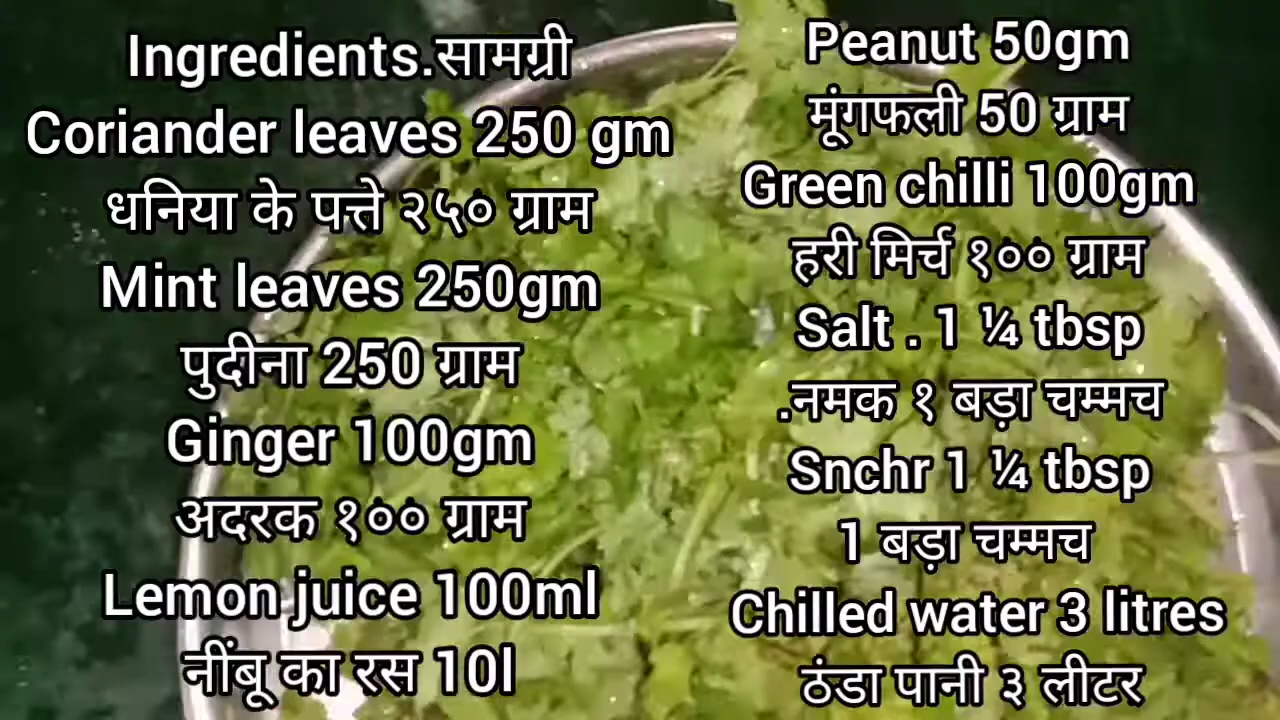 Ingredients.सामग्री
Coriander leaves 250 gm
धनिया के पत्ते २५० ग्राम
Mint leaves 250gm
पुदीना 250 ग्राम
Ginger 100gm
अदरक १०० ग्राम
Lemon juice 100ml
नींबू का रस 10l
Peanut 50gm
मूंगफली 50 ग्राम
Green chilli 100gm
हरी मिर्च १०० ग्राम
Salt . 1 ¼ tbsp
.नमक १ बड़ा चम्मच
Snchr 1 ¼ tbsp
1 बड़ा चम्मच
Chilled water 3 litres
ठंडा पानी ३ लीटर